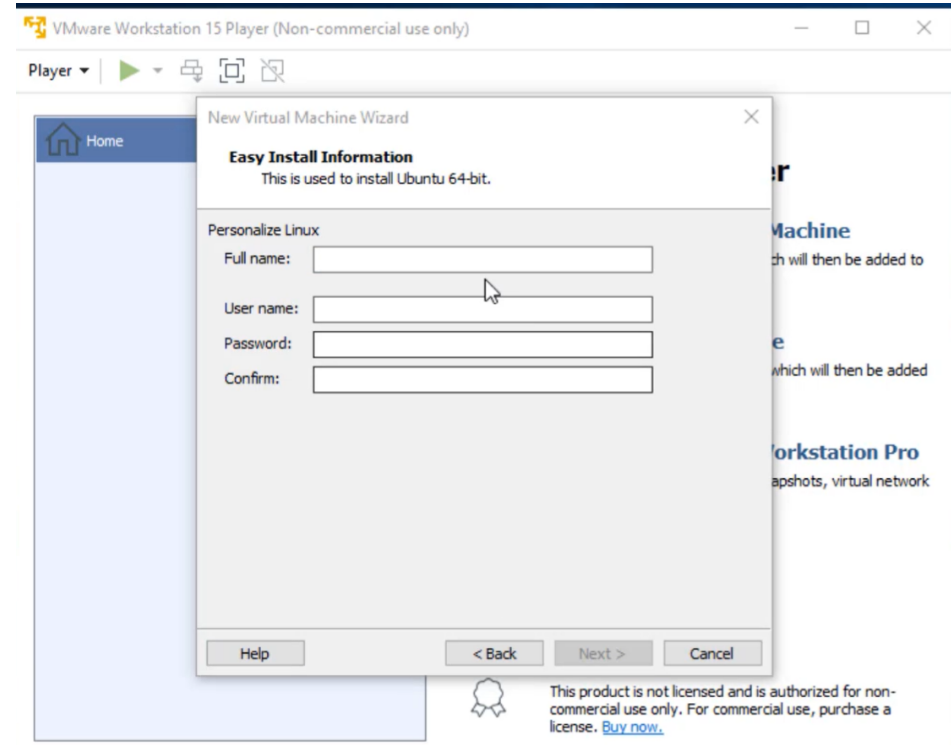 VMware Workstation 15 Player (Non-commercial use only)
Player
Home
New Virtual Machine Wizard
Easy Install Information
This is used to install Ubuntu 64-bit.
Personalize Linux
Full name:
User name:
Password:
Confirm:
Help
< Back
Next >
Cancel
er
Machine
ch will then be added to
e
which will then be added
orkstation Pro
apshots, virtual network
This product is not licensed and is authorized for non-
commercial use only. For commercial use, purchase a
license. Buy now.